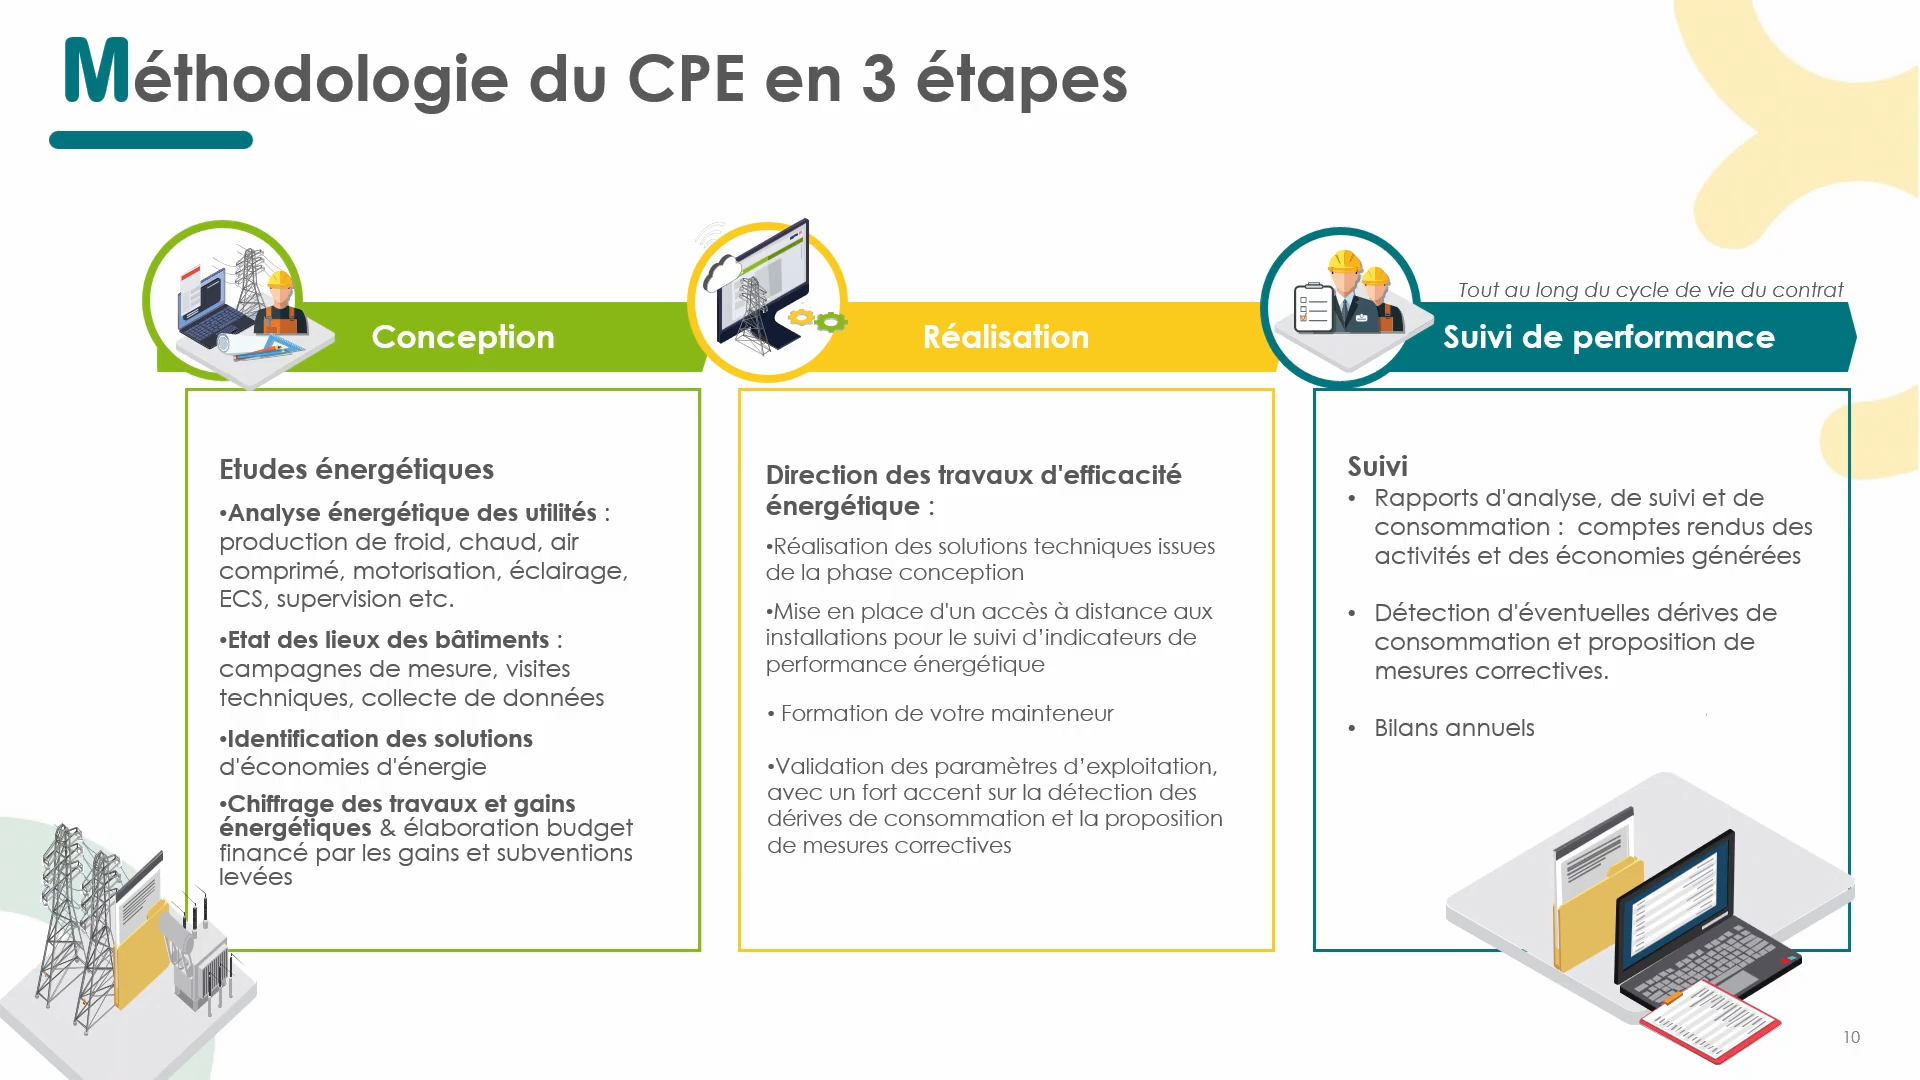 Méthodologie du CPE en 3 étapes
Conception
Etudes énergétiques
•Analyse énergétique des utilités :
production de froid, chaud, air
comprimé, motorisation, éclairage,
ECS, supervision etc.
•Etat des lieux des bâtiments :
campagnes de mesure, visites
techniques, collecte de données
•Identification des solutions
d'économies d'énergie
•Chiffrage des travaux et gains
énergétiques & élaboration budget
financé par les gains et subventions
levées
Réalisation
Direction des travaux d'efficacité
énergétique :
•Réalisation des solutions techniques issues
de la phase conception
•Mise en place d'un accès à distance aux
installations pour le suivi d’indicateurs de
performance énergétique
• Formation de votre mainteneur
•Validation des paramètres d’exploitation,
avec un fort accent sur la détection des
dérives de consommation et la proposition
de mesures correctives
Tout au long du cycle de vie du contrat
Suivi de performance
Suivi
• Rapports d'analyse, de suivi et de
consommation :  comptes rendus des
activités et des économies générées
• Détection d'éventuelles dérives de
consommation et proposition de
mesures correctives.
• Bilans annuels
10